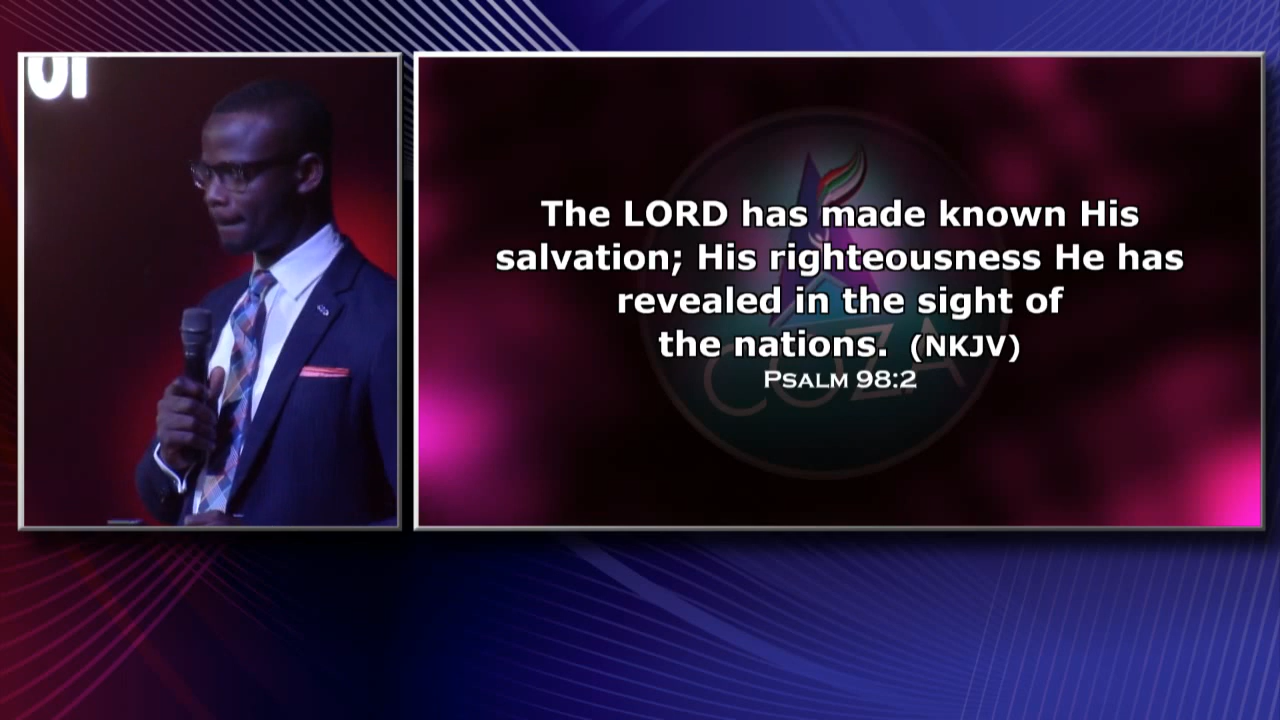 The LORD has made known His
salvation; His righteousness He has
revealed in the sight of
the nations. (NKJV)
PSALM 98:2
COZA